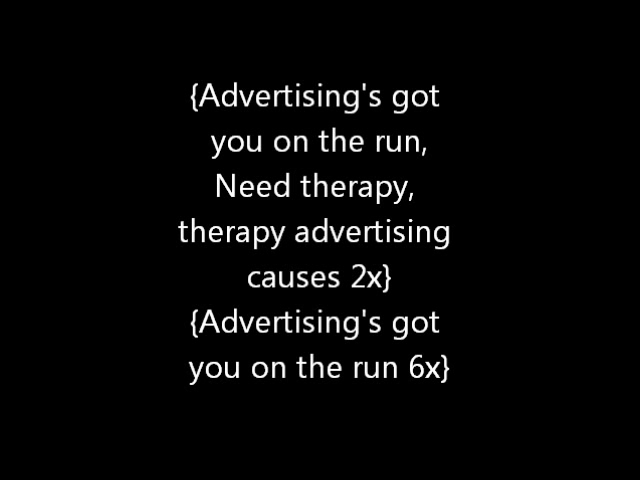 {Advertising's got
you on the run,
Need therapy,
therapy advertising
causes 2x}
{Advertising's got
you on the run 6x}